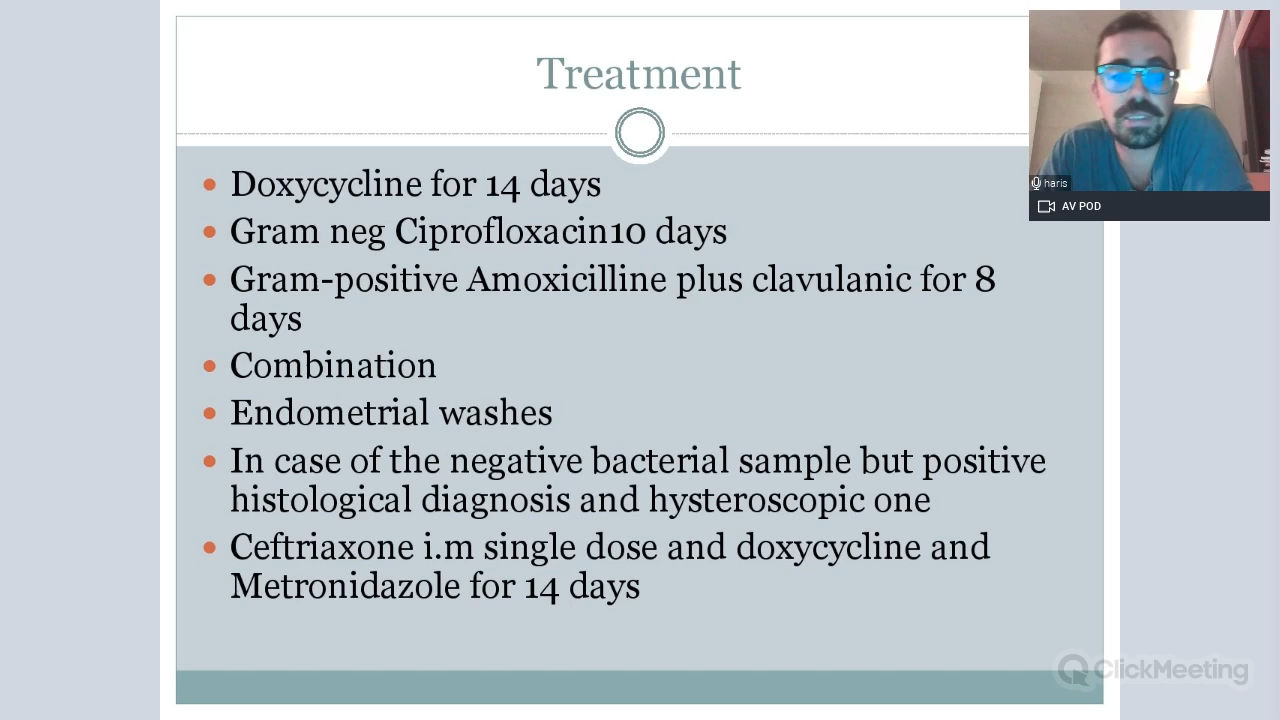 Treatment
Doxycycline for 14 days
Gram neg Ciprofloxacin10 days
Gram-positive Amoxicilline plus clavulanic for 8
days
Combination
Endometrial washes
In case of the negative bacterial sample but positive
histological diagnosis and hysteroscopic one
Ceftriaxone i.m single dose and doxycycline and
Metronidazole for 14 days
haris
AV POD
ClickMeeting